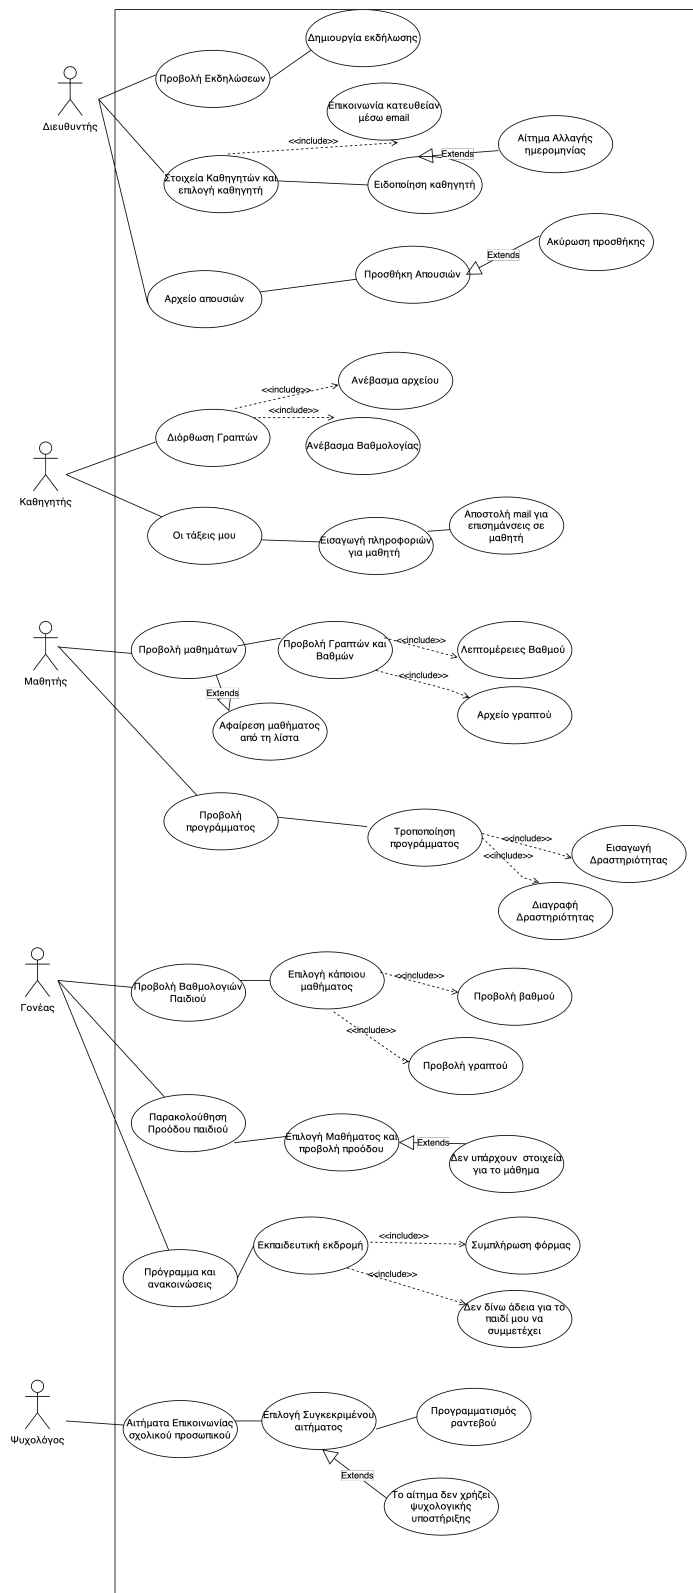 Δημιουργία εκδήλωσης
Προβολή Εκδηλώσεων
Διευθυντής
Επικοινωνία κατευθείαν
μέσω email
<<include>>
Αίτημα Αλλαγής
ημερομηνίας
Extends
Στοιχεία Καθηγητών και
επιλογή καθηγητή
Ειδοποίηση καθηγητή
Ακύρωση προσθήκης
Extends
Προσθήκη Απουσιών
Αρχείο απουσιών
Ανέβασμα αρχείου
<<include>>
<<include>>
Διόρθωση Γραπτών
Ανέβασμα Βαθμολογίας
Καθηγητής
Αποστολή mail για
επισημάνσεις σε
μαθητή
Οι τάξεις μου
Εισαγωγή πληροφοριών
για μαθητή
Μαθητής
Προβολή μαθημάτων
Προβολή Γραπτών και
Βαθμών
<<include>>
Λεπτομέρειες Βαθμού
<<include>>
Extends
Αρχείο γραπτού
Αφαίρεση μαθήματος
από τη λίστα
Προβολή
προγράμματος
Τροποποίηση
προγράμματος
<<include>>
<<include>>
Εισαγωγή
Δραστηριότητας
Διαγραφή
Δραστηριότητας
Γονέας
Προβολή Βαθμολογιών
Παιδιού
Επιλογή κάποιου
μαθήματος
<<include>>
Προβολή βαθμού
<<include>>
Προβολή γραπτού
Παρακολούθηση
Προόδου παιδιού
Επιλογή Μαθήματος και
προβολή προόδου
Extends
Δεν υπάρχουν  στοιχεία
για το μάθημα
Εκπαιδευτική εκδρομή
<<include>>
Συμπλήρωση φόρμας
Πρόγραμμα και
ανακοινώσεις
<<include>>
Δεν δίνω άδεια για το
παιδί μου να
συμμετέχει
Ψυχολόγος
Αιτήματα Επικοινωνίας
σχολικού προσωπικού
Επιλογή Συγκεκριμένου
αιτήματος
Προγραμματισμός
ραντεβού
Extends
Το αίτημα δεν χρήζει
ψυχολογικής
υποστήριξης